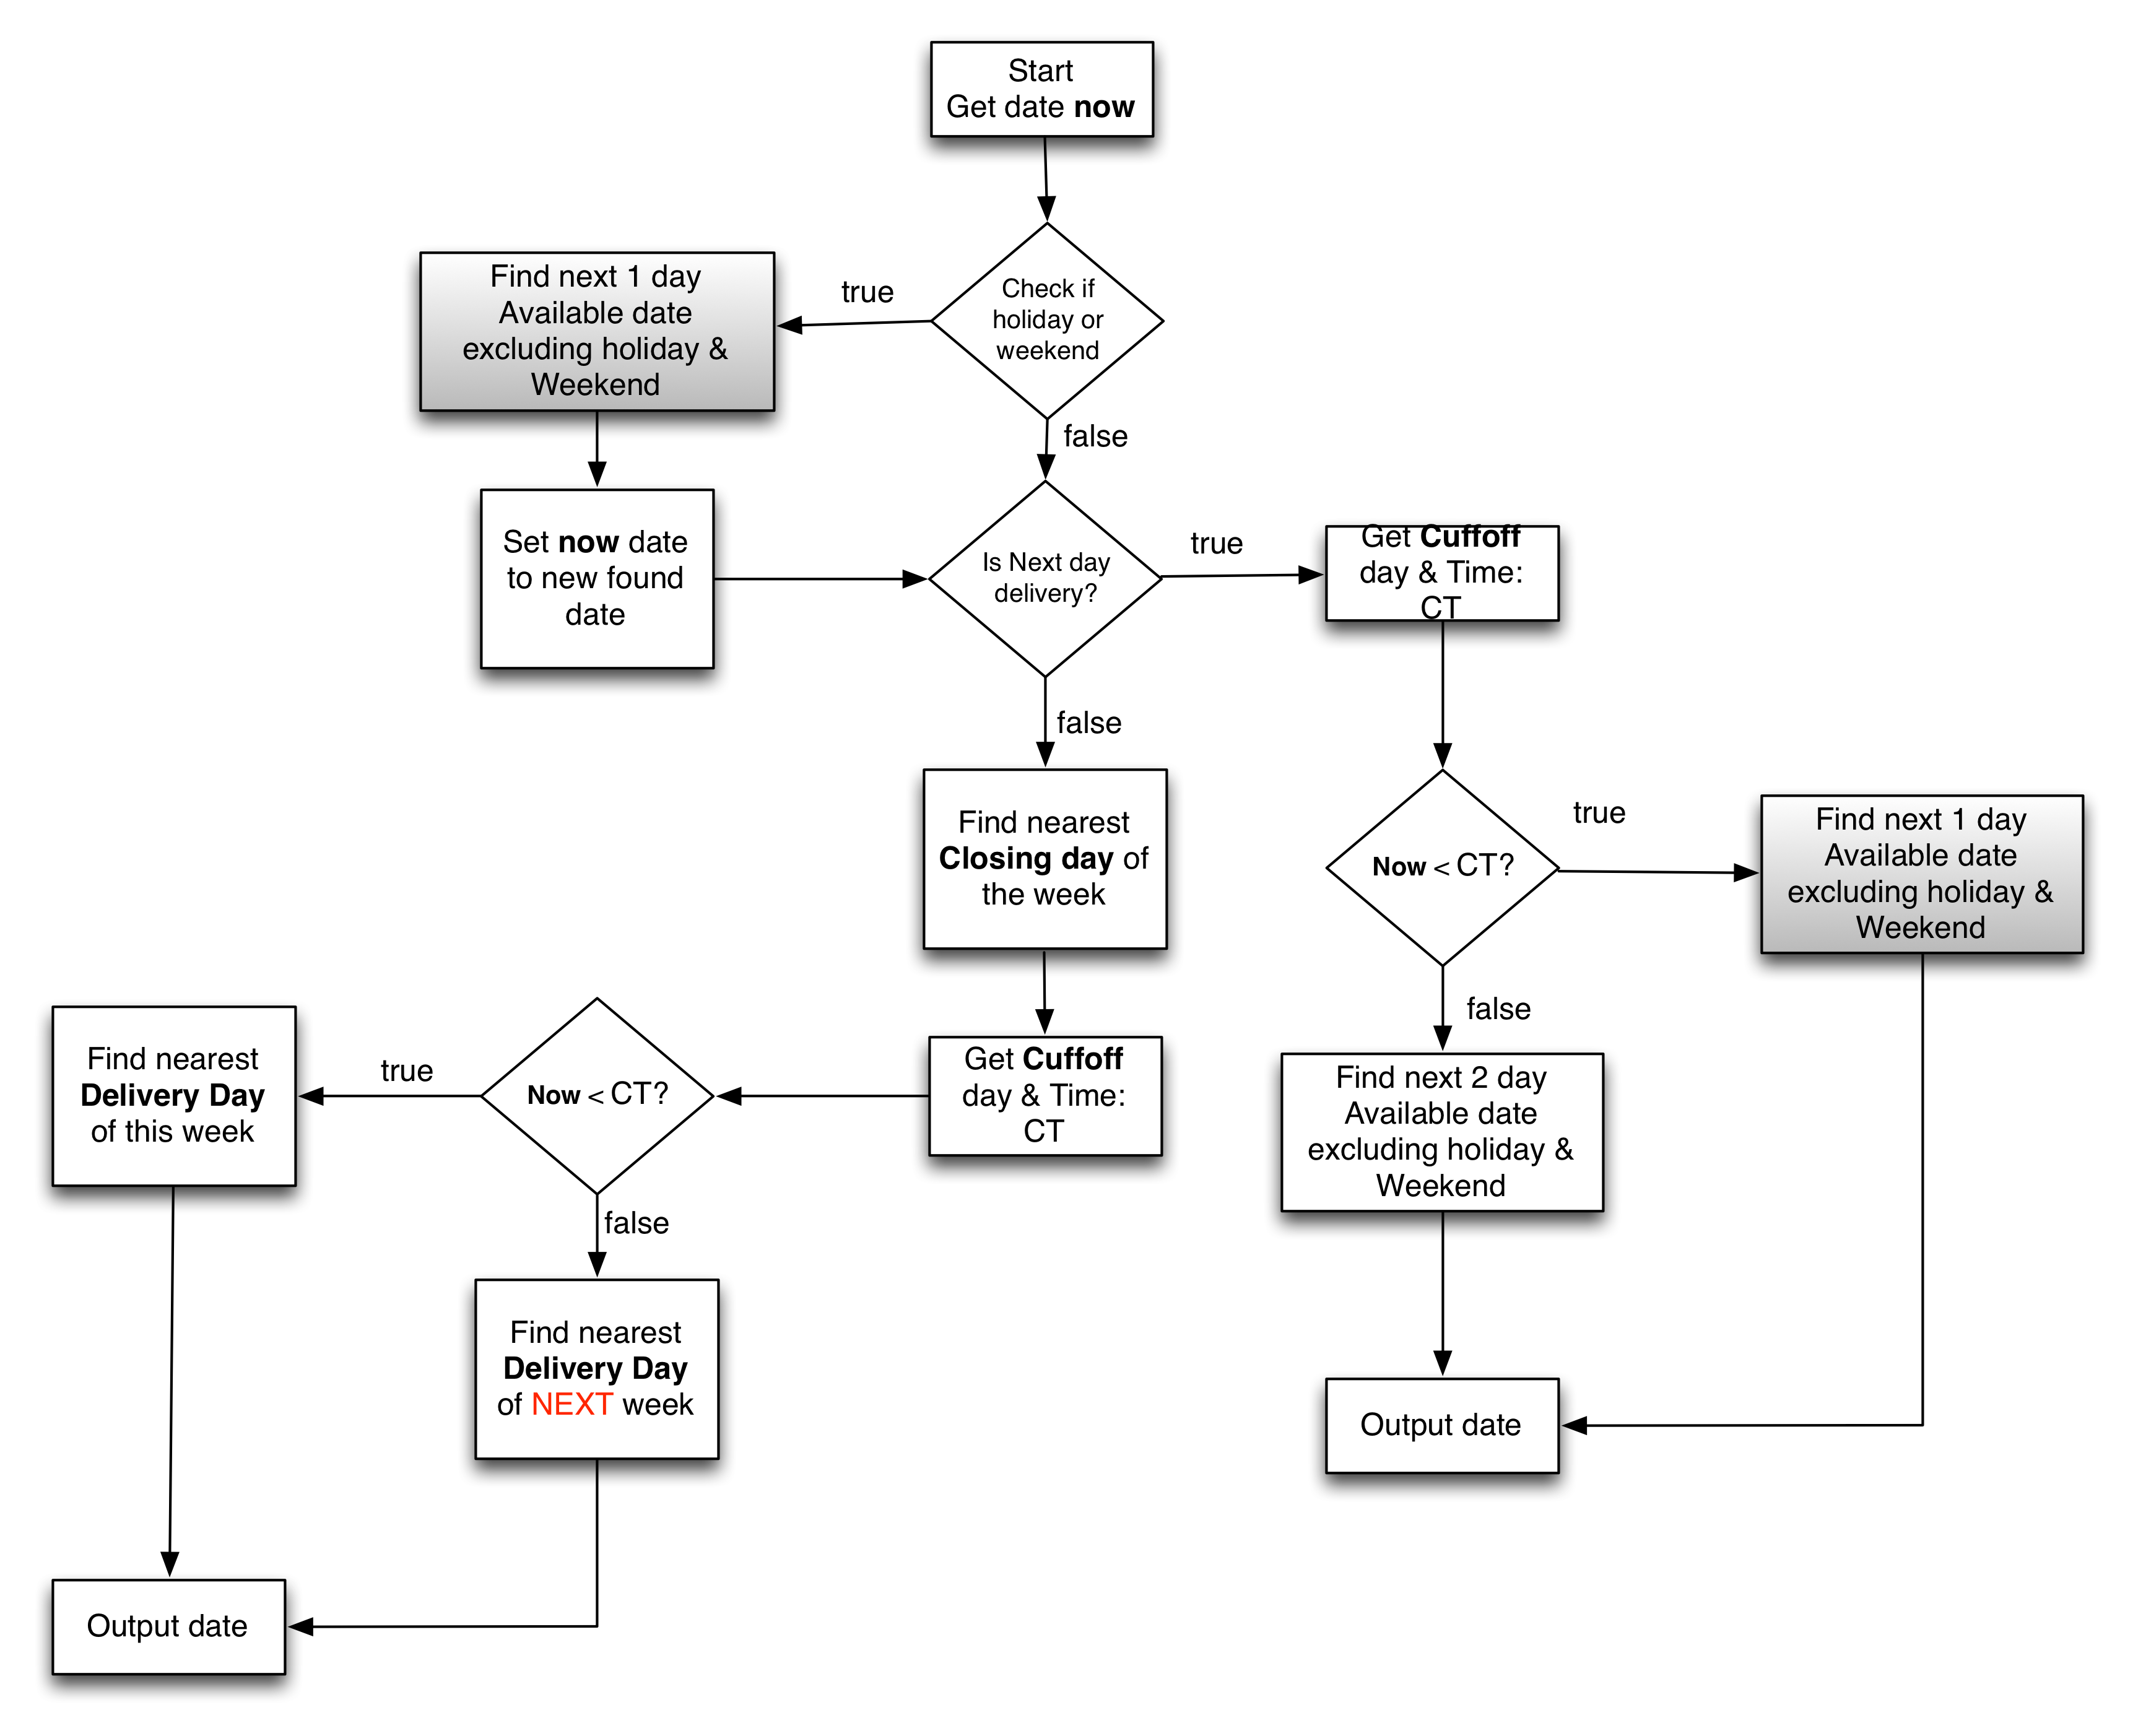 Start
Get date now
Check if
holiday or
weekend
true
Find next 1 day
Available date
excluding holiday &
Weekend
false
Set now date
to new found
date
Is Next day
delivery?
true
Get Cuffoff
day & Time:
CT
false
Find nearest
Closing day of
the week
Now < CT?
true
Find next 1 day
Available date
excluding holiday &
Weekend
false
Find next 2 day
Available date
excluding holiday &
Weekend
Output date
Get Cuffoff
day & Time:
CT
Now < CT?
true
Find nearest
Delivery Day
of this week
false
Find nearest
Delivery Day
of NEXT week
Output date